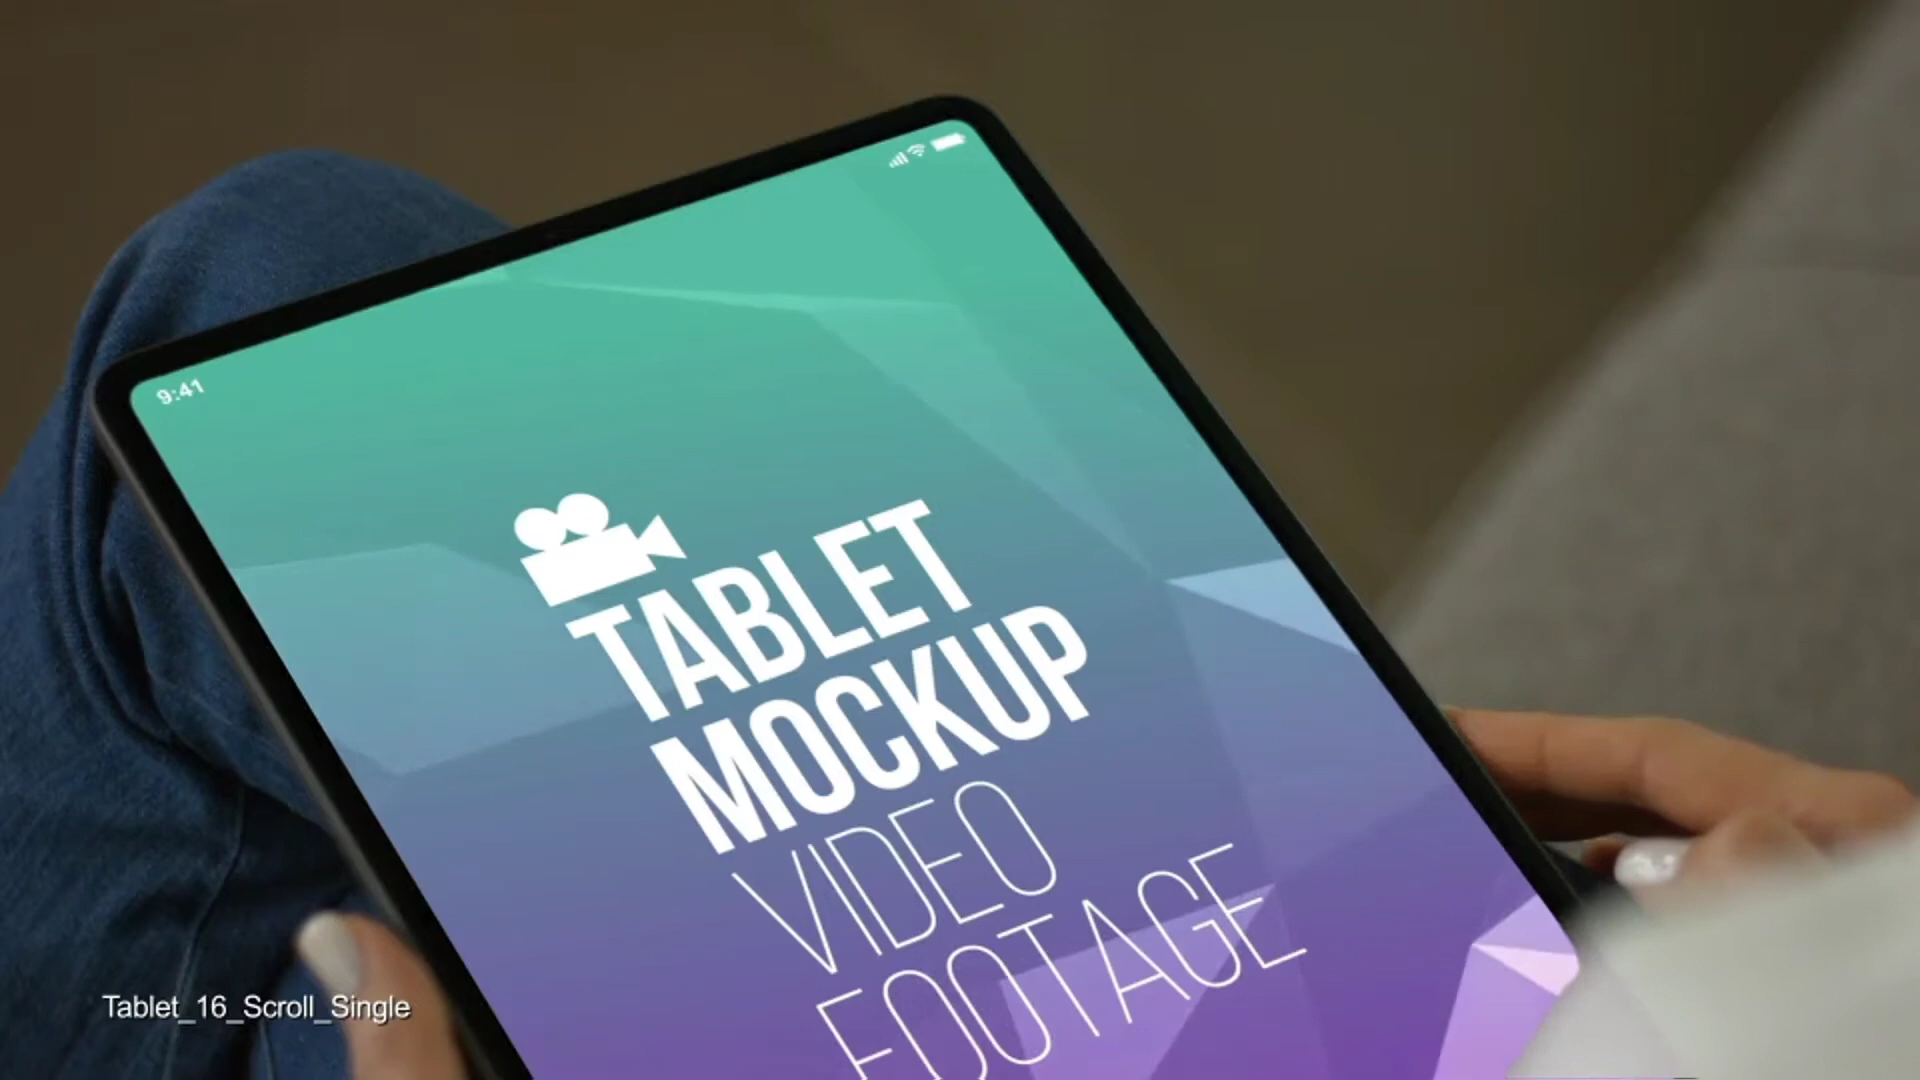 9:41
TABLET
MOCKUP
VIDEO
FOOTAGE
Tablet_16_Scroll_Single